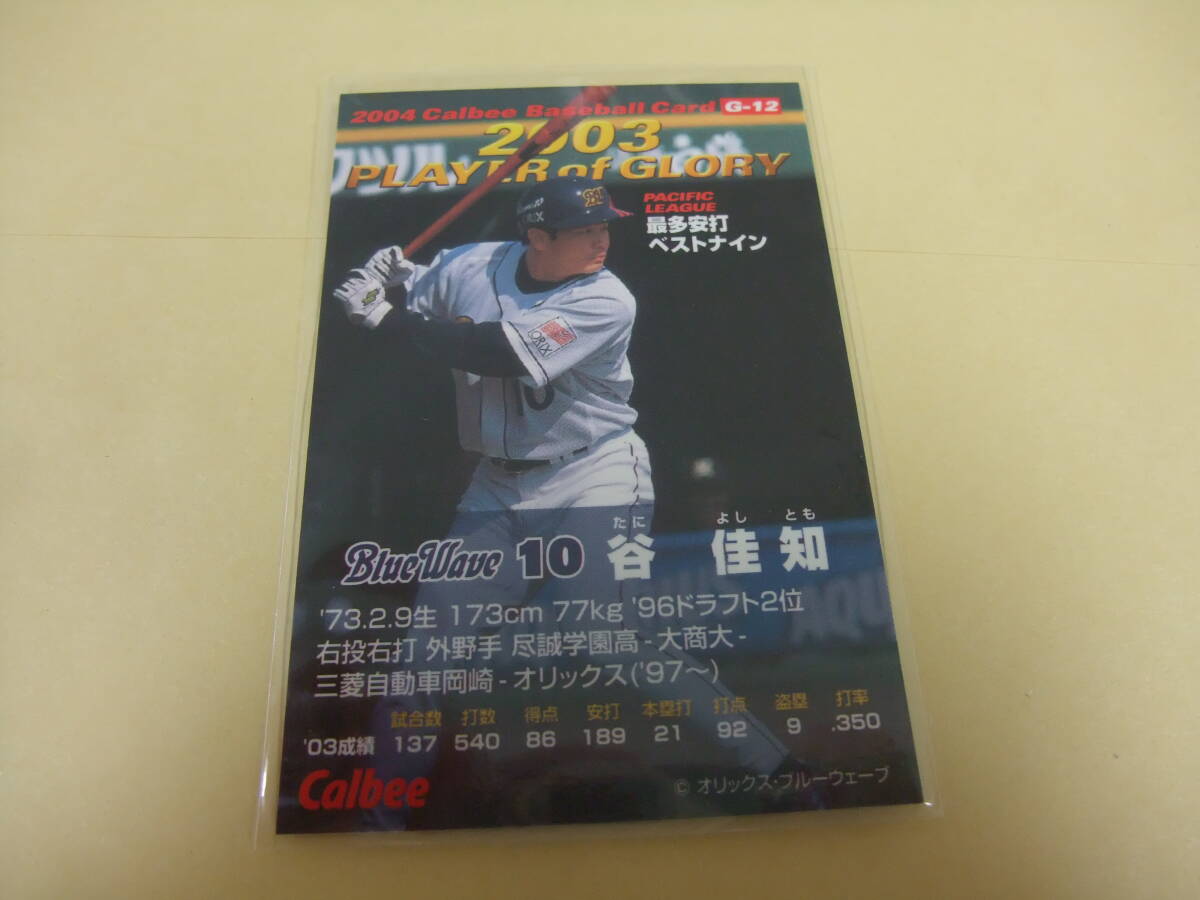 2004 Calbee Baseball Card G-12
2003
PLAYER of GLORY
PACIFIC
LEAGUE
最多安打
ベストナイン
ORIX
10
たに よし とも
BlueWave 10 谷 佳知
'73.2.9生 173cm 77kg '96ドラフト2位
右投右打 外野手 尽誠学園高-大商大-
三菱自動車岡崎-オリックス('97〜)
試合数 打数 得点 安打 本塁打 打点 盗塁 打率
'03成績 137 540 86 189 21 92 9 .350
Calbee
© オリックス・ブルーウェーブ